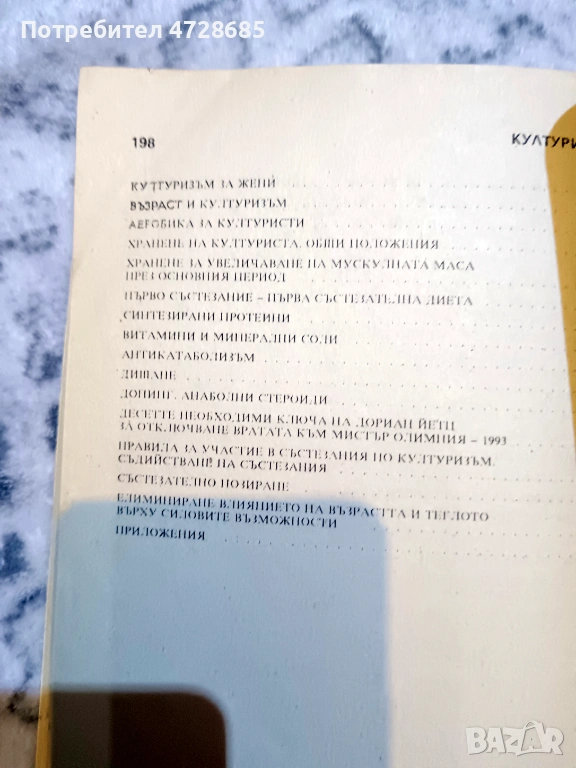 Потребител 4728685
198
КУЛТУРИ
КУЛТУРИЗЪМ ЗА ЖЕНИ
ВЪЗРАСТ И КУЛТУРИЗЪМ
АЕРОБИКА ЗА КУЛТУРИСТИ
ХРАНЕНЕ НА КУЛТУРИСТА. ОБЩИ ПОЛОЖЕНИЯ
ХРАНЕНЕ ЗА УВЕЛИЧАВАНЕ НА МУСКУЛНАТА МАСА
ПРЕЗ ОСНОВНИЯ ПЕРИОД
ПЪРВО СЪСТЕЗАНИЕ – ПЪРВА СЪСТЕЗАТЕЛНА ДИЕТА
СИНТЕЗИРАНИ ПРОТЕИНИ
ВИТАМИНИ И МИНЕРАЛНИ СОЛИ
АНТИКАТАБОЛИЗЪМ
ДИШАНЕ
ДОПИНГ. АНАБОЛНИ СТЕРОИДИ
ДЕСЕТТЕ НЕОБХОДИМИ КЛЮЧА НА ДОРИАН ЙЕТЦ
ЗА ОТКЛЮЧВАНЕ ВРАТАТА КЪМ МИСТЪР ОЛИМПИЯ – 1993
ПРАВИЛА ЗА УЧАСТИЕ В СЪСТЕЗАНИЯ ПО КУЛТУРИЗЪМ.
СЪДИЙСТВАНЕ НА СЪСТЕЗАНИЯ
СЪСТЕЗАТЕЛНО ПОЗИРАНЕ
ЕЛИМИНИРАНЕ ВЛИЯНИЕТО НА ВЪЗРАСТТА И ТЕГЛОТО
ВЪРХУ СИЛОВИТЕ ВЪЗМОЖНОСТИ
ПРИЛОЖЕНИЯ
BAZAR